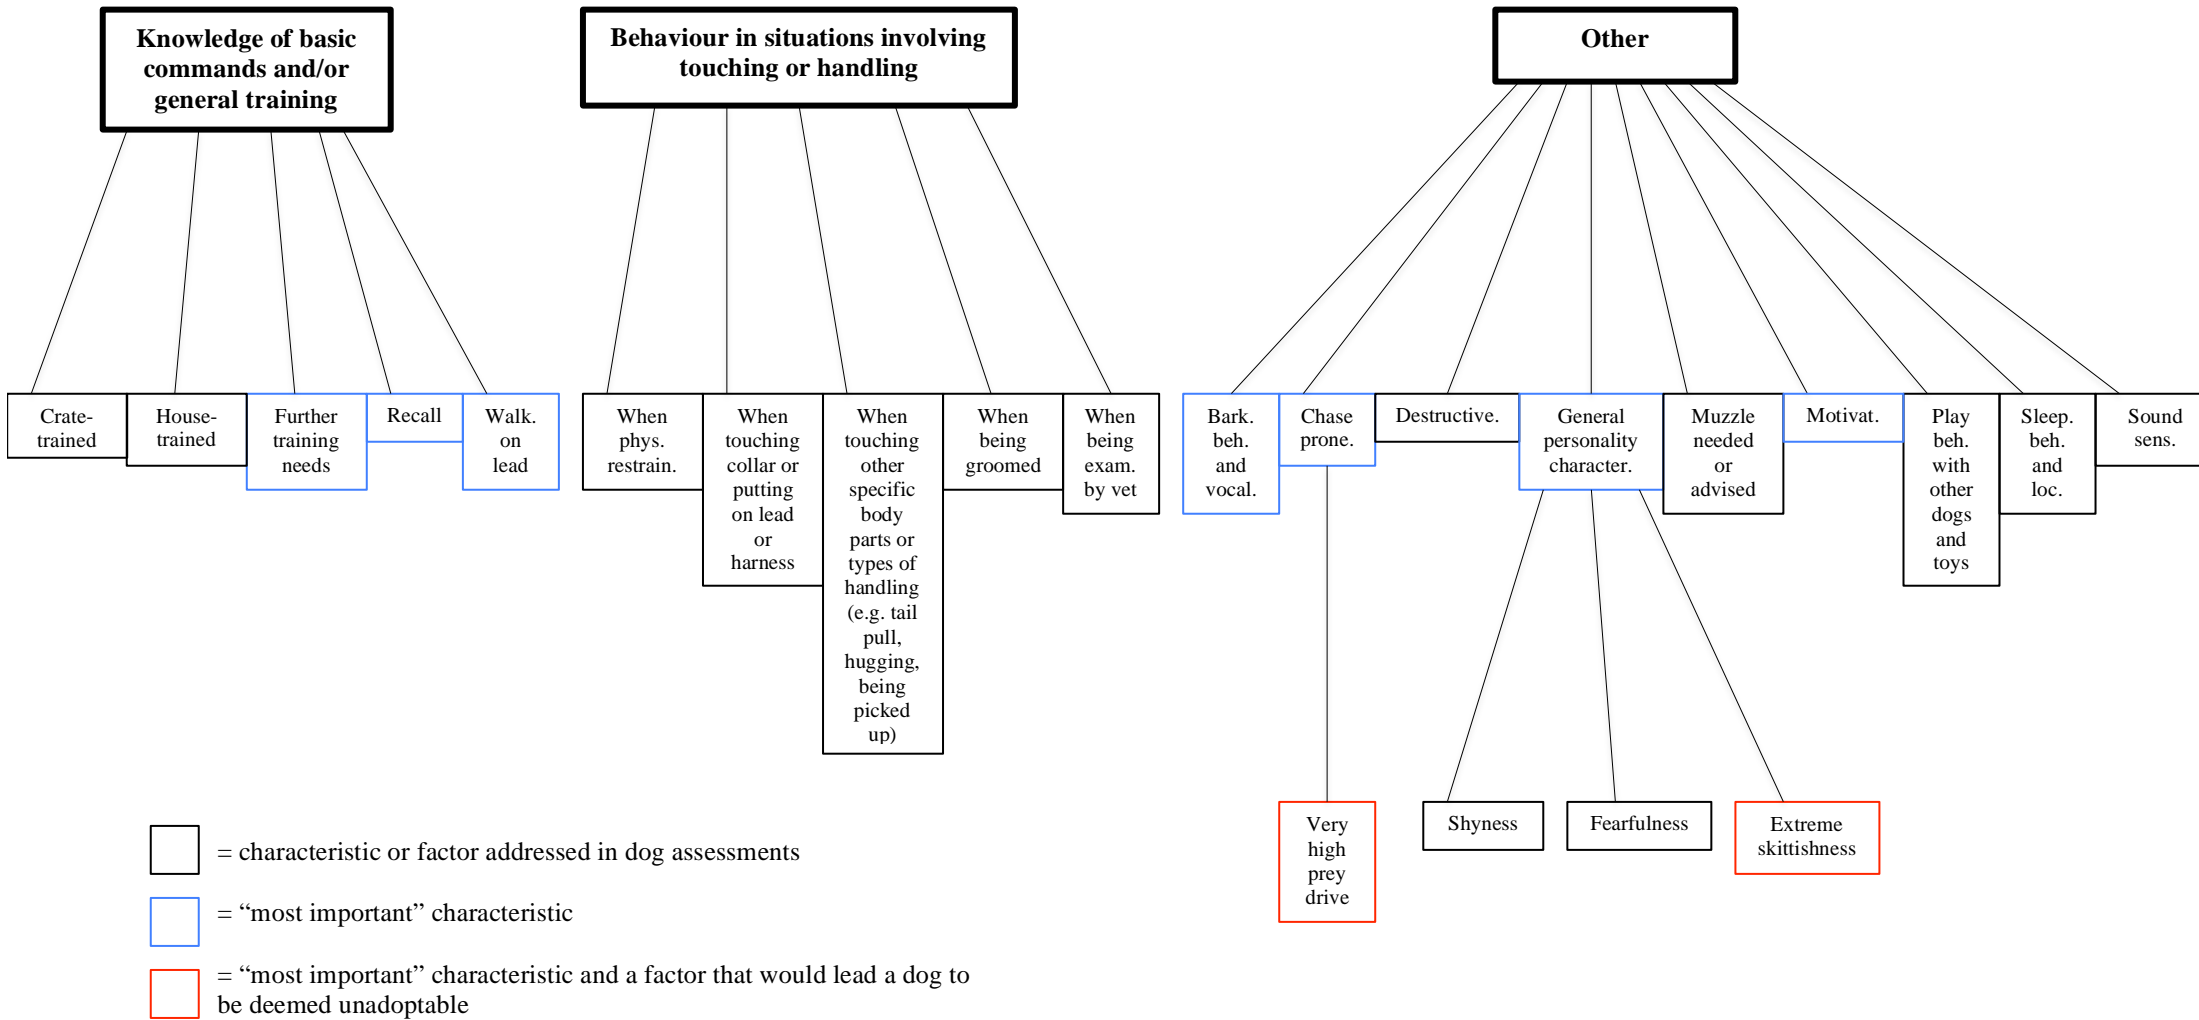 Knowledge of basic
commands and/or
general training
Behaviour in situations involving
touching or handling
Other
Crate-
trained
House-
trained
Further
training
needs
Recall
Walk.
on
lead
When
phys.
restrain.
When
touching
collar or
putting
on lead
or
harness
When
touching
other
specific
body
parts or
types of
handling
(e.g. tail
pull,
hugging,
being
picked
up)
When
being
groomed
When
being
exam.
by vet
Bark.
beh.
and
vocal.
Chase
prone.
Destructive.
General
personality
character.
Muzzle
needed
or
advised
Motivat.
Play
beh.
with
other
dogs
and
toys
Sleep.
beh.
and
loc.
Sound
sens.
Very
high
prey
drive
Shyness
Fearfulness
Extreme
skittishness
= characteristic or factor addressed in dog assessments
= “most important” characteristic
= “most important” characteristic and a factor that would lead a dog to
be deemed unadoptable